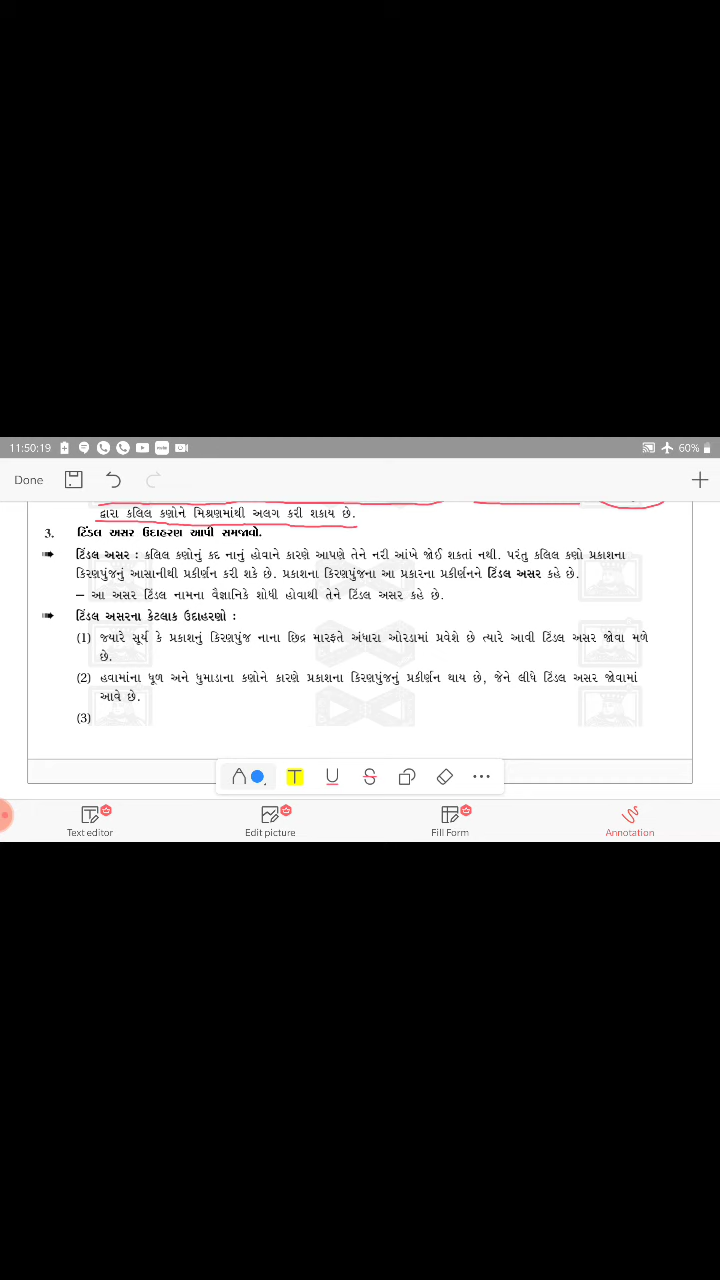 11:50:19
60%
Done
દ્વારા કલિલ કણોને મિશ્રણમાંથી અલગ કરી શકાય છે.
3. ટિંડલ અસર ઉદાહરણ આપી સમજાવો.
➠ ટિંડલ અસર : કલિલ કણોનું કદ નાનું હોવાને કારણે આપણે તેને નરી આંખે જોઈ શકતાં નથી. પરંતુ કલિલ કણો પ્રકાશના
કિરણપુંજનું આસાનીથી પ્રકીર્ણન કરી શકે છે. પ્રકાશના કિરણપુંજના આ પ્રકારના પ્રકીર્ણનને ટિંડલ અસર કહે છે.
– આ અસર ટિંડલ નામના વૈજ્ઞાનિકે શોધી હોવાથી તેને ટિંડલ અસર કહે છે.
➠ ટિંડલ અસરના કેટલાક ઉદાહરણો :
(1) જ્યારે સૂર્ય કે પ્રકાશનું કિરણપુંજ નાના છિદ્ર મારફતે અંધારા ઓરડામાં પ્રવેશે છે ત્યારે આવી ટિંડલ અસર જોવા મળે
છે.
(2) હવામાંના ધૂળ અને ધુમાડાના કણોને કારણે પ્રકાશના કિરણપુંજનું પ્રકીર્ણન થાય છે, જેને લીધે ટિંડલ અસર જોવામાં
આવે છે.
(3)
Text editor
Edit picture
Fill Form
Annotation